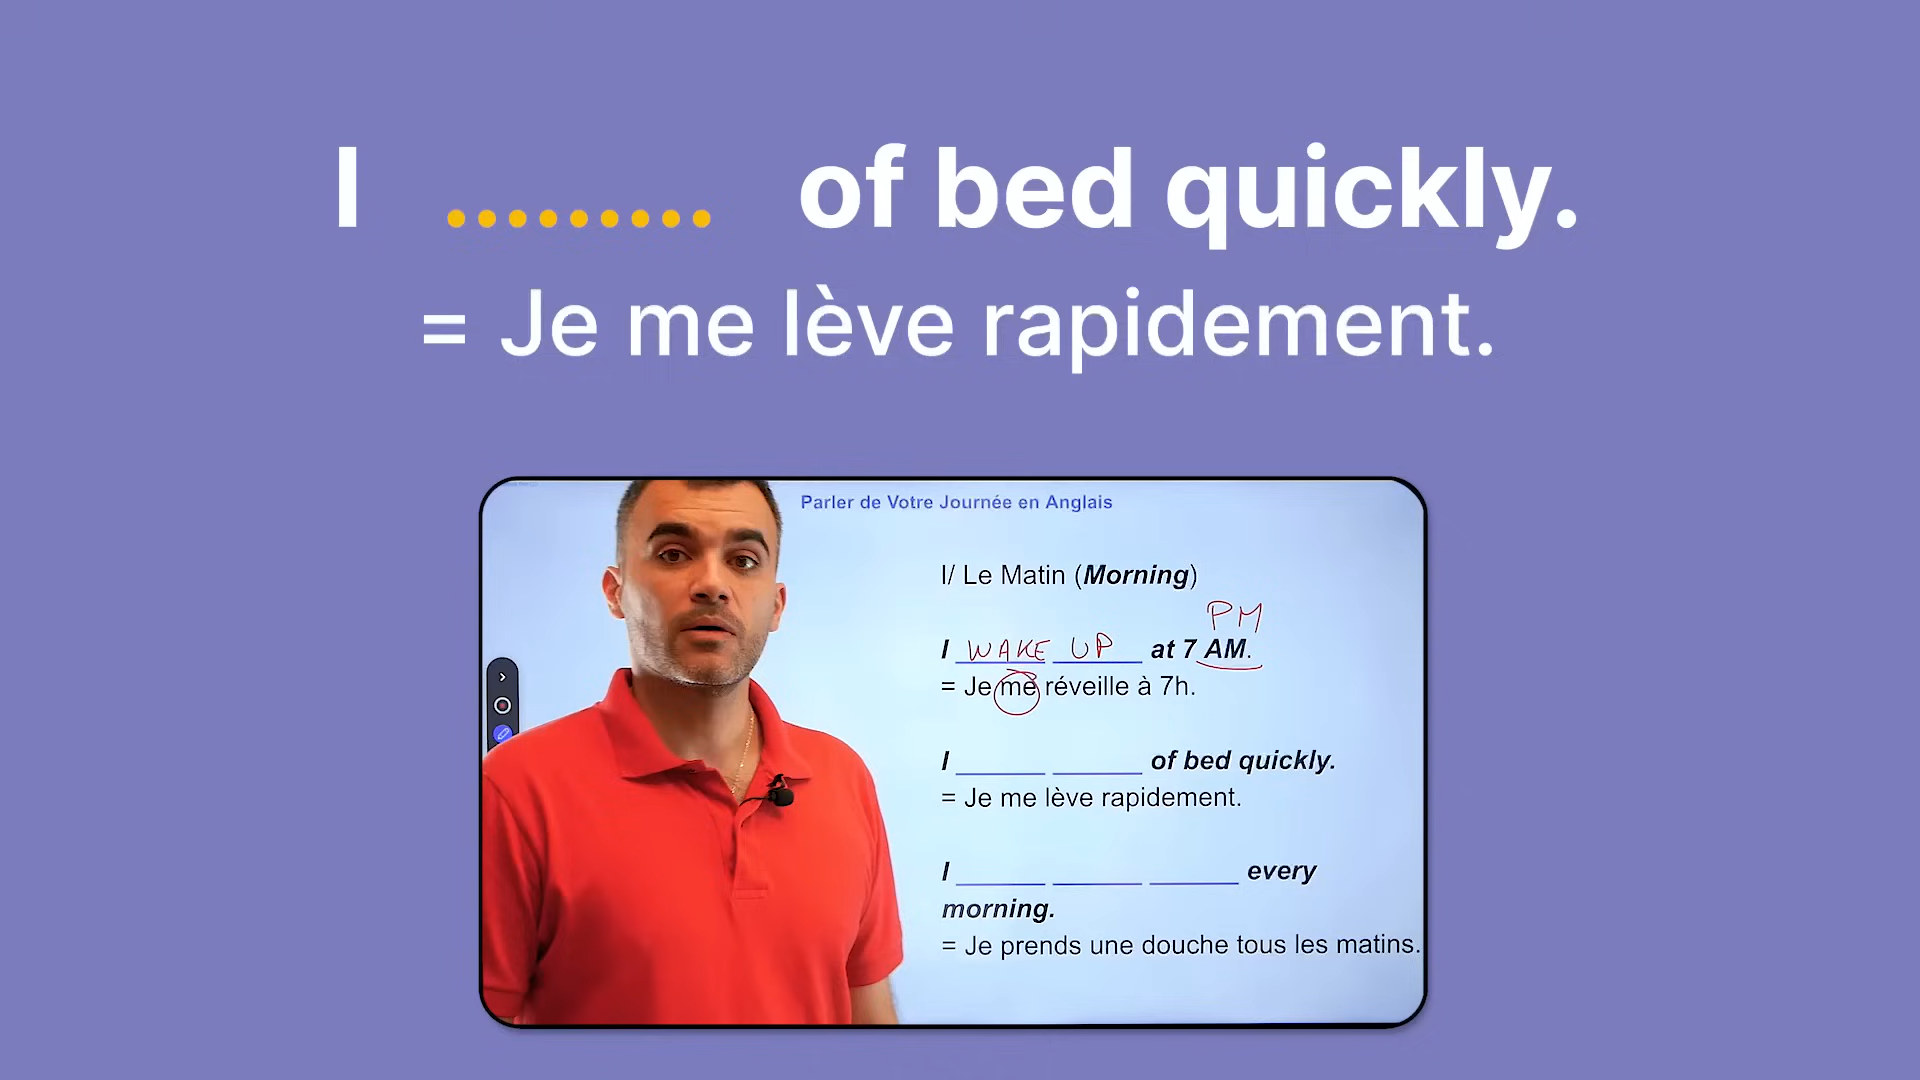 I ......... of bed quickly.
= Je me lève rapidement.
Parler de Votre Journée en Anglais
I/ Le Matin (Morning)
PM
I WAKE UP at 7 AM.
= Je me réveille à 7h.
I ______ ______ of bed quickly.
= Je me lève rapidement.
I ______ ______ ______ every
morning.
= Je prends une douche tous les matins.